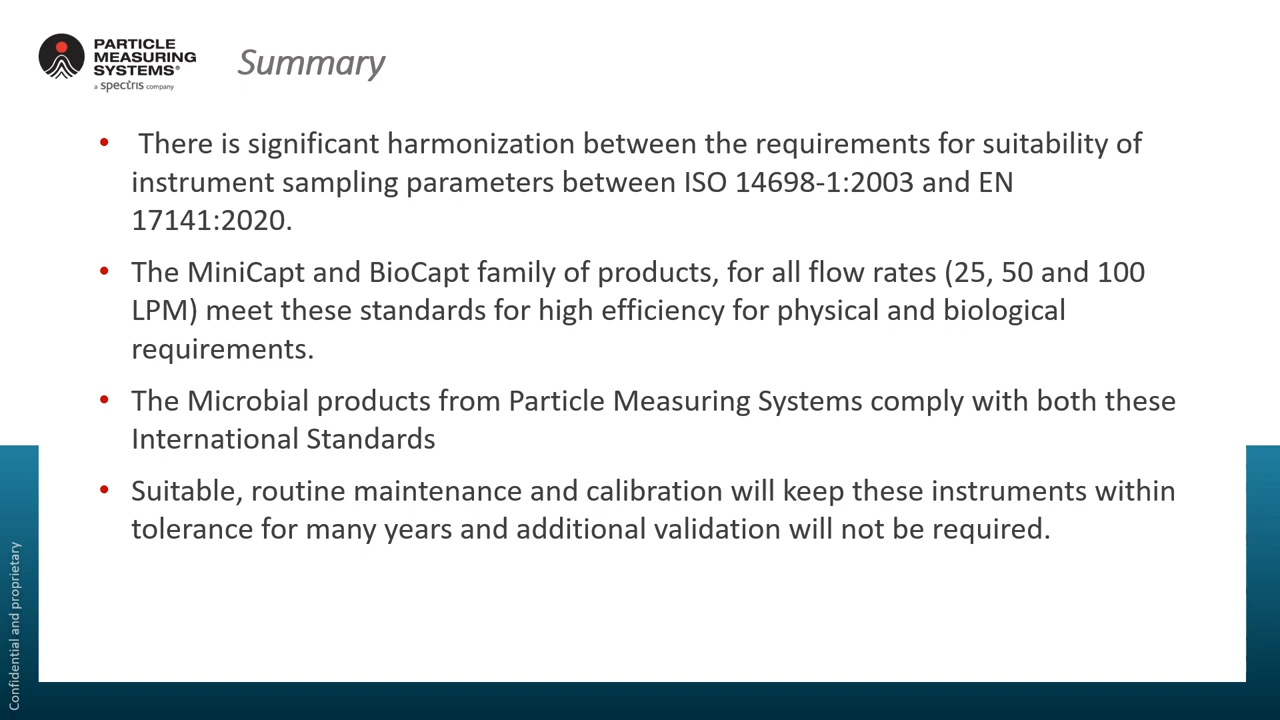 PARTICLE
MEASURING
SYSTEMS®
a spectris company
Summary
• There is significant harmonization between the requirements for suitability of
instrument sampling parameters between ISO 14698-1:2003 and EN
17141:2020.
• The MiniCapt and BioCapt family of products, for all flow rates (25, 50 and 100
LPM) meet these standards for high efficiency for physical and biological
requirements.
• The Microbial products from Particle Measuring Systems comply with both these
International Standards
• Suitable, routine maintenance and calibration will keep these instruments within
tolerance for many years and additional validation will not be required.
Confidential and proprietary